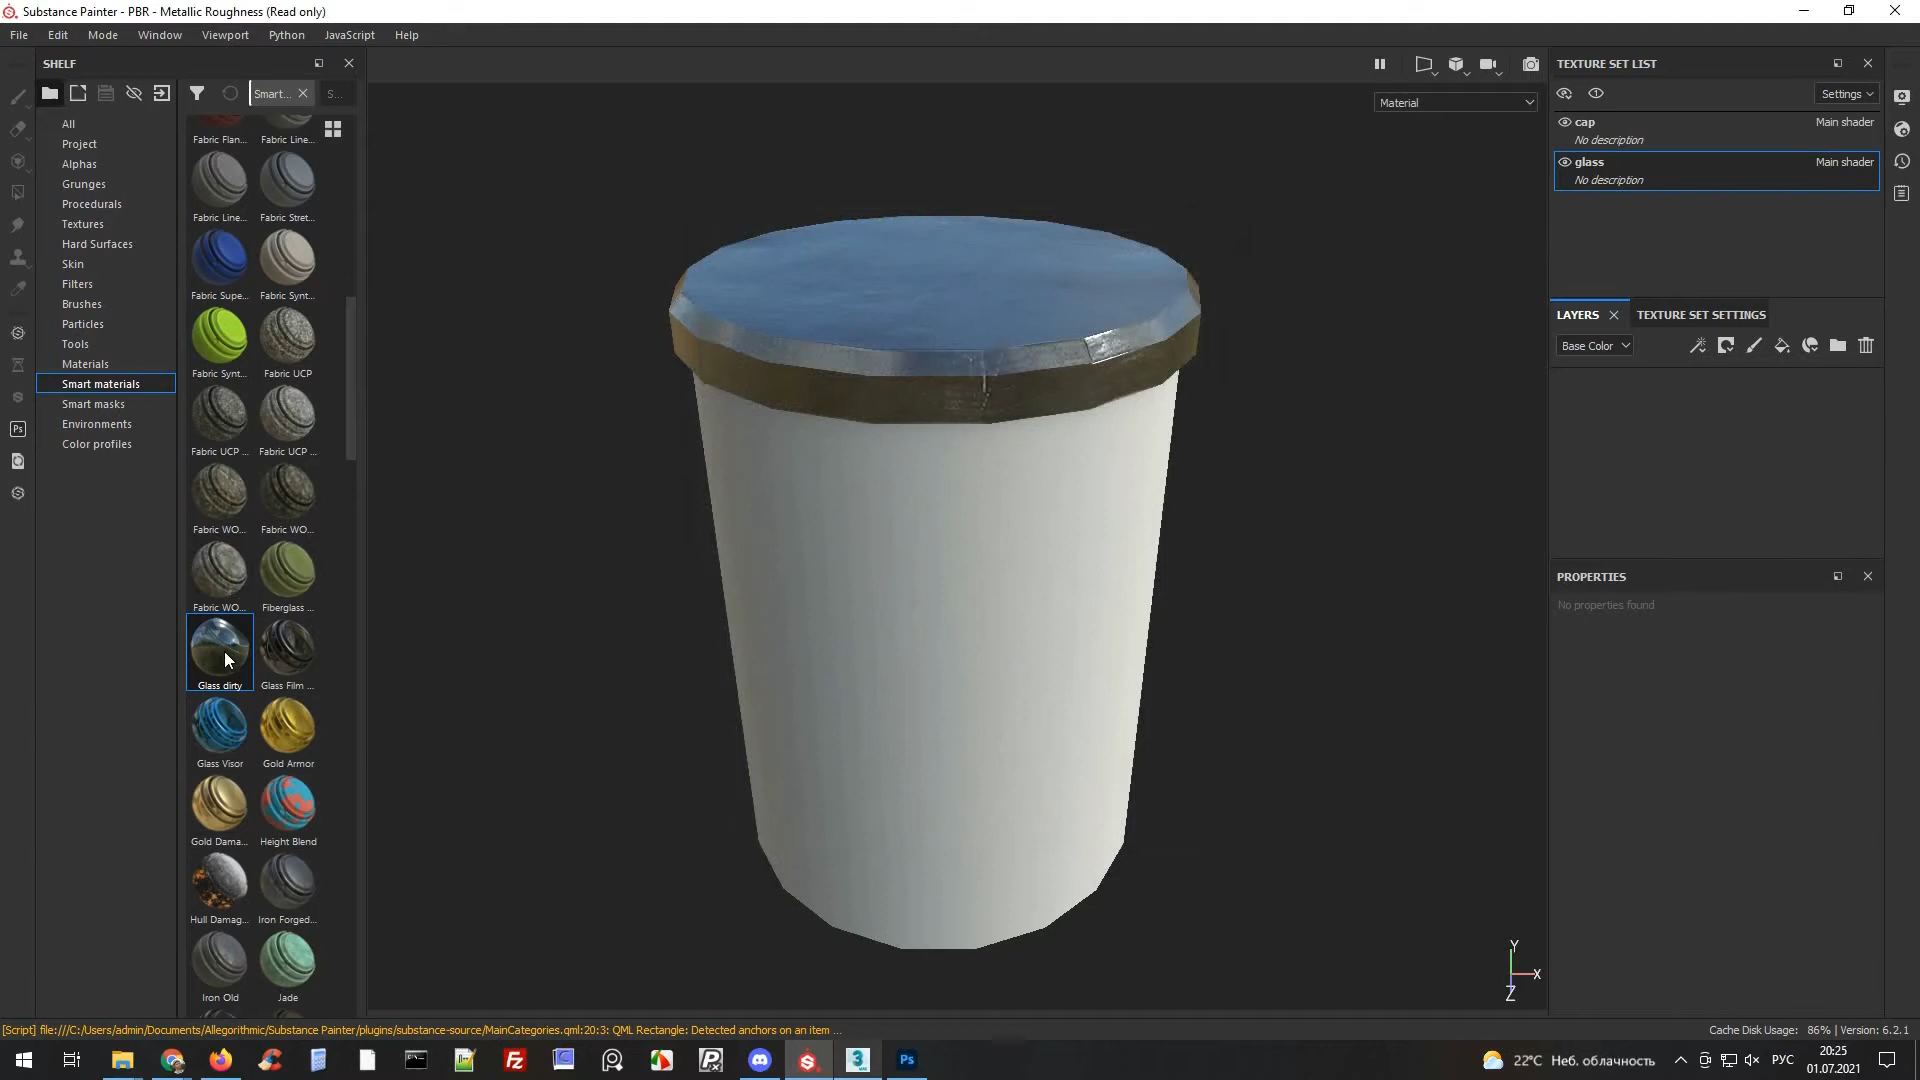 Substance Painter - PBR - Metallic Roughness (Read only)
File Edit Mode Window Viewport Python JavaScript Help
SHELF
Smart...
S...
All
Project
Alphas
Grunges
Procedurals
Textures
Hard Surfaces
Skin
Filters
Brushes
Particles
Tools
Materials
Smart materials
Smart masks
Environments
Color profiles
Fabric Flan... Fabric Line...
Fabric Line... Fabric Stret...
Fabric Supe... Fabric Synt...
Fabric Synt... Fabric UCP
Fabric UCP ... Fabric UCP ...
Fabric WO... Fabric WO...
Fabric WO... Fiberglass ...
Glass dirty Glass Film ...
Glass Visor Gold Armor
Gold Dama... Height Blend
Hull Damag... Iron Forged...
Iron Old Jade
Material
Y
X
Z
TEXTURE SET LIST
Settings
cap Main shader
No description
glass Main shader
No description
LAYERS TEXTURE SET SETTINGS
Base Color
PROPERTIES
No properties found
[Script] file:///C:/Users/admin/Documents/Allegorithmic/Substance Painter/plugins/substance-source/MainCategories.qml:20:3: QML Rectangle: Detected anchors on an item ...
Cache Disk Usage: 86% | Version: 6.2.1
Ps
3
Ps
22°C Неб. облачность
РУС
20:25
01.07.2021